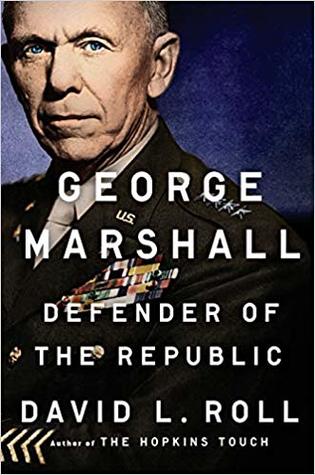 GEORGE
U.S.
MARSHALL
DEFENDER OF
THE REPUBLIC
DAVID L. ROLL
Author of THE HOPKINS TOUCH